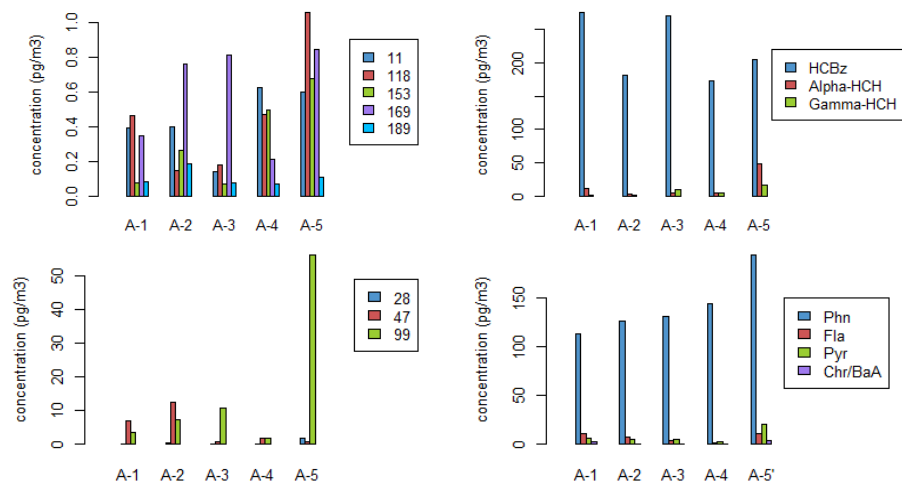 concentration (pg/m3)
1.0
0.8
0.6
0.4
0.2
0.0
11
118
153
169
189
A-1 A-2 A-3 A-4 A-5
concentration (pg/m3)
200
150
100
50
0
HCBz
Alpha-HCH
Gamma-HCH
A-1 A-2 A-3 A-4 A-5
concentration (pg/m3)
50
40
30
20
10
0
28
47
99
A-1 A-2 A-3 A-4 A-5
concentration (pg/m3)
150
100
50
0
Phn
Fla
Pyr
Chr/BaA
A-1 A-2 A-3 A-4 A-5'